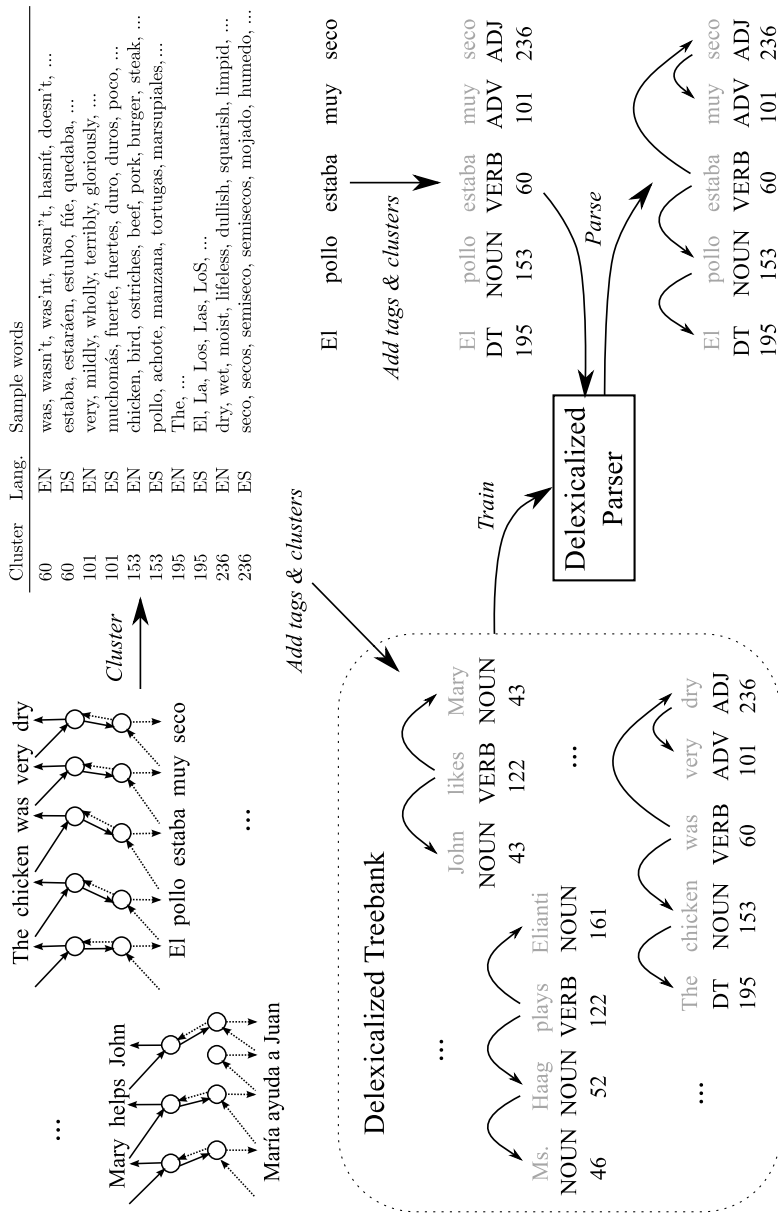 ...
Mary helps John
María ayuda a Juan
The chicken was very dry
El pollo estaba muy seco
...
Cluster
Cluster Lang. Sample words
60 EN was, wasn't, was'nt, wasn"t, hasnít, doesn't, ...
60 ES estaba, estaráen, estubo, fúe, quedaba, ...
101 EN very, mildly, wholly, terribly, gloriously, ...
101 ES muchomás, fuerte, fuertes, duro, duros, poco, ...
153 EN chicken, bird, ostriches, beef, pork, burger, steak, ...
153 ES pollo, achote, manzana, tortugas, marsupiales, ...
195 EN The, ...
195 ES El, La, Los, Las, LoS, ...
236 EN dry, wet, moist, lifeless, dullish, squarish, limpid, ...
236 ES seco, secos, semiseco, semisecos, mojado, humedo, ...
Add tags & clusters
Delexicalized Treebank
...
John likes Mary
NOUN VERB NOUN
43 122 43
Ms. Haag plays Elianti
NOUN NOUN VERB NOUN
46 52 122 161
...
...
The chicken was very dry
DT NOUN VERB ADV ADJ
195 153 60 101 236
Train
Delexicalized
Parser
El pollo estaba muy seco
Add tags & clusters
El pollo estaba muy seco
DT NOUN VERB ADV ADJ
195 153 60 101 236
Parse
El pollo estaba muy seco
DT NOUN VERB ADV ADJ
195 153 60 101 236